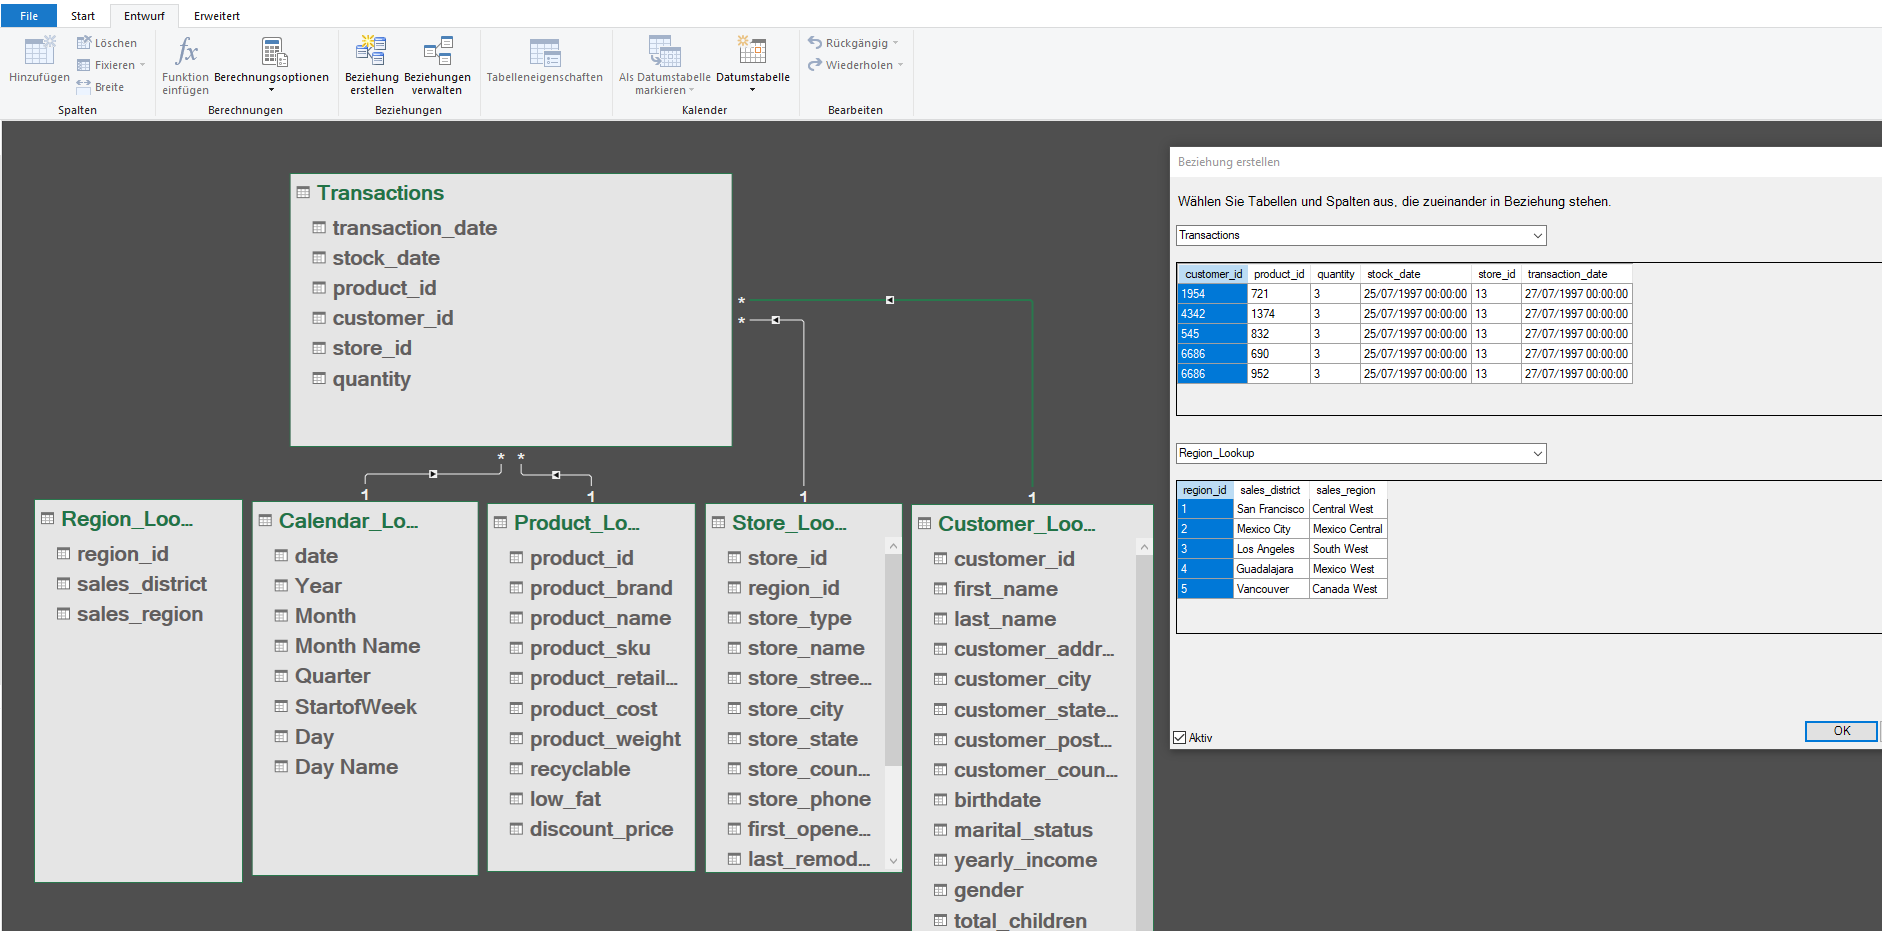 File Start Entwurf Erweitert
Hinzufügen
Löschen
Fixieren
Breite
Spalten
fx
Funktion einfügen
Berechnungsoptionen
Berechnungen
Beziehung erstellen
Beziehungen verwalten
Beziehungen
Tabelleneigenschaften
Als Datumstabelle markieren
Datumstabelle
Kalender
Rückgängig
Wiederholen
Bearbeiten
Transactions
transaction_date
stock_date
product_id
customer_id
store_id
quantity
*
*
* *
1 1 1 1
Region_Loo...
region_id
sales_district
sales_region
Calendar_Lo...
date
Year
Month
Month Name
Quarter
StartofWeek
Day
Day Name
Product_Lo...
product_id
product_brand
product_name
product_sku
product_retail...
product_cost
product_weight
recyclable
low_fat
discount_price
Store_Loo...
store_id
region_id
store_type
store_name
store_stree...
store_city
store_state
store_coun...
store_phone
first_opene...
last_remod...
Customer_Loo...
customer_id
first_name
last_name
customer_addr...
customer_city
customer_state...
customer_post...
customer_coun...
birthdate
marital_status
yearly_income
gender
total_children
Beziehung erstellen
Wählen Sie Tabellen und Spalten aus, die zueinander in Beziehung stehen.
Transactions
customer_id product_id quantity stock_date store_id transaction_date
1954 721 3 25/07/1997 00:00:00 13 27/07/1997 00:00:00
4342 1374 3 25/07/1997 00:00:00 13 27/07/1997 00:00:00
545 832 3 25/07/1997 00:00:00 13 27/07/1997 00:00:00
6686 690 3 25/07/1997 00:00:00 13 27/07/1997 00:00:00
6686 952 3 25/07/1997 00:00:00 13 27/07/1997 00:00:00
Region_Lookup
region_id sales_district sales_region
1 San Francisco Central West
2 Mexico City Mexico Central
3 Los Angeles South West
4 Guadalajara Mexico West
5 Vancouver Canada West
Aktiv
OK